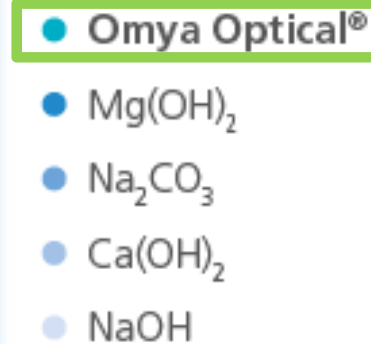 Omya Optical®
Mg(OH)₂
Na₂CO₃
Ca(OH)₂
NaOH